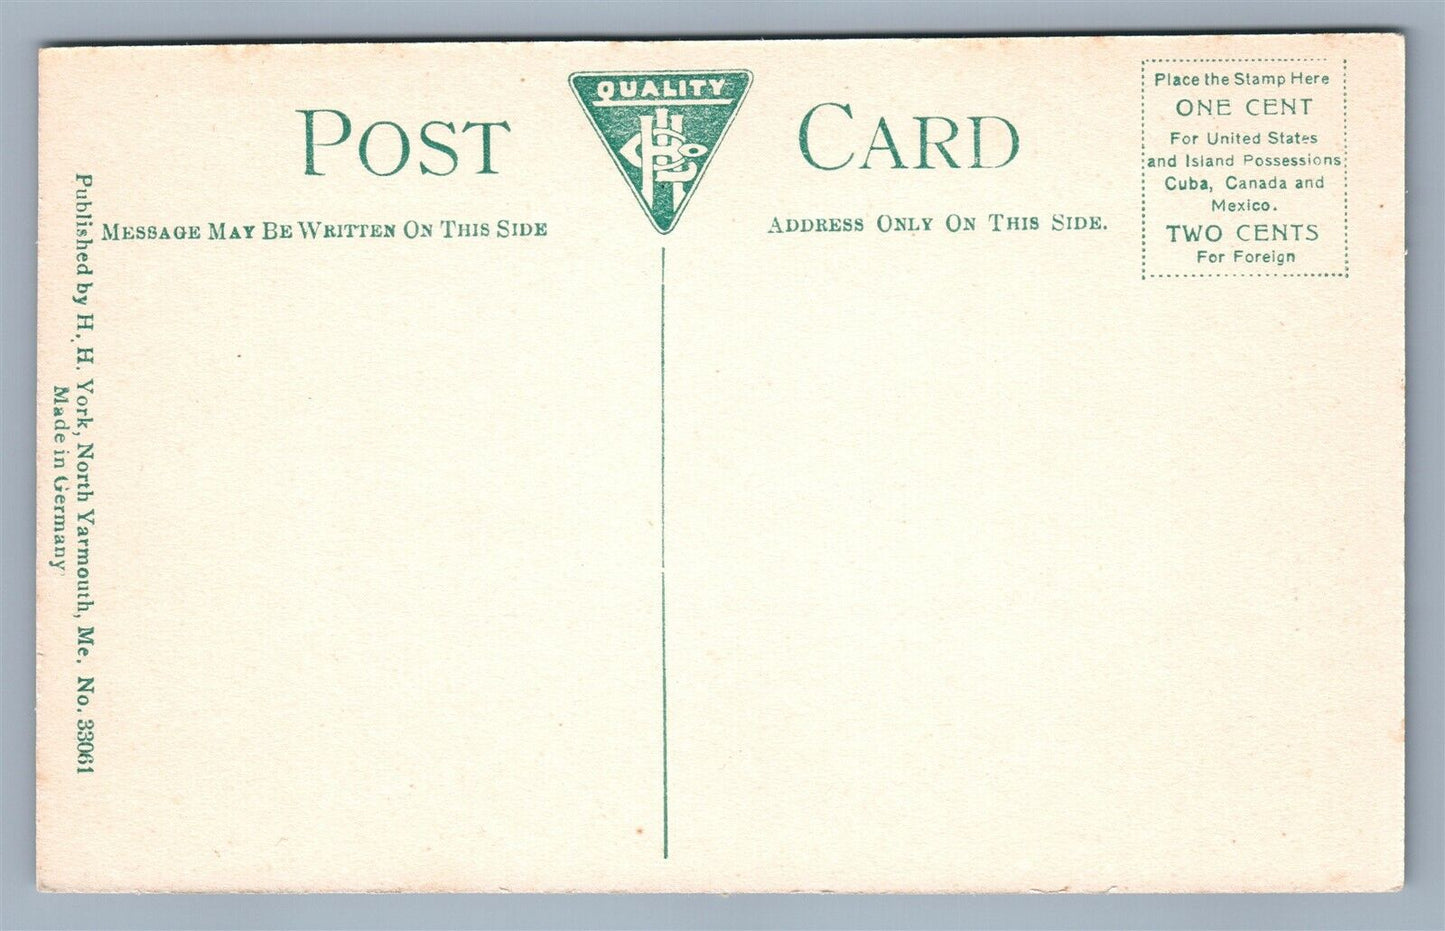 POST CARD
QUALITY
MESSAGE MAY BE WRITTEN ON THIS SIDE
ADDRESS ONLY ON THIS SIDE.
Place the Stamp Here
ONE CENT
For United States
and Island Possessions
Cuba, Canada and
Mexico.
TWO CENTS
For Foreign
Published by H. H. York, North Yarmouth, Me. No. 33061
Made in Germany